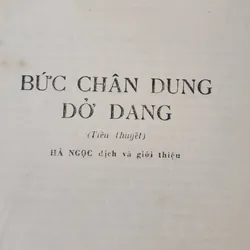 BỨC CHÂN DUNG
DỞ DANG
(Tiểu thuyết)
HÀ NGỌC dịch và giới thiệu